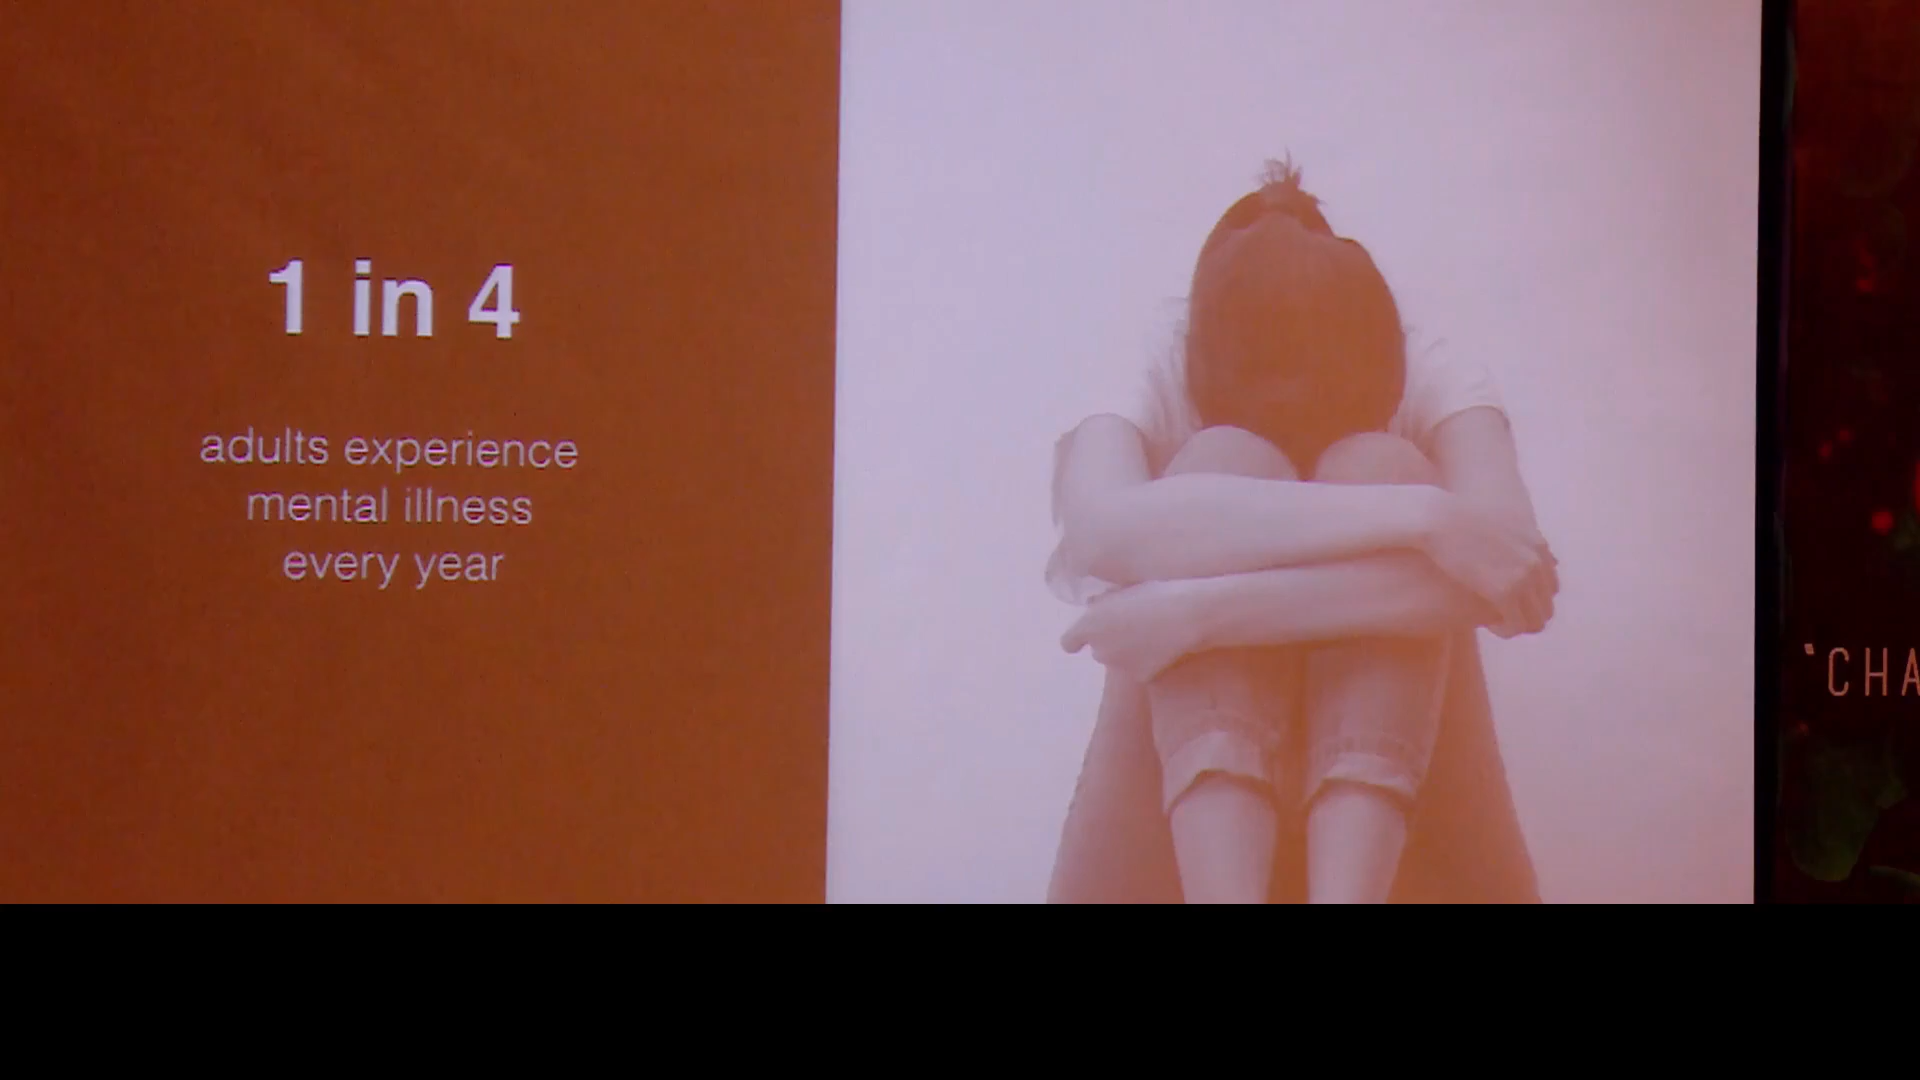 1 in 4
adults experience
mental illness
every year
"CHA